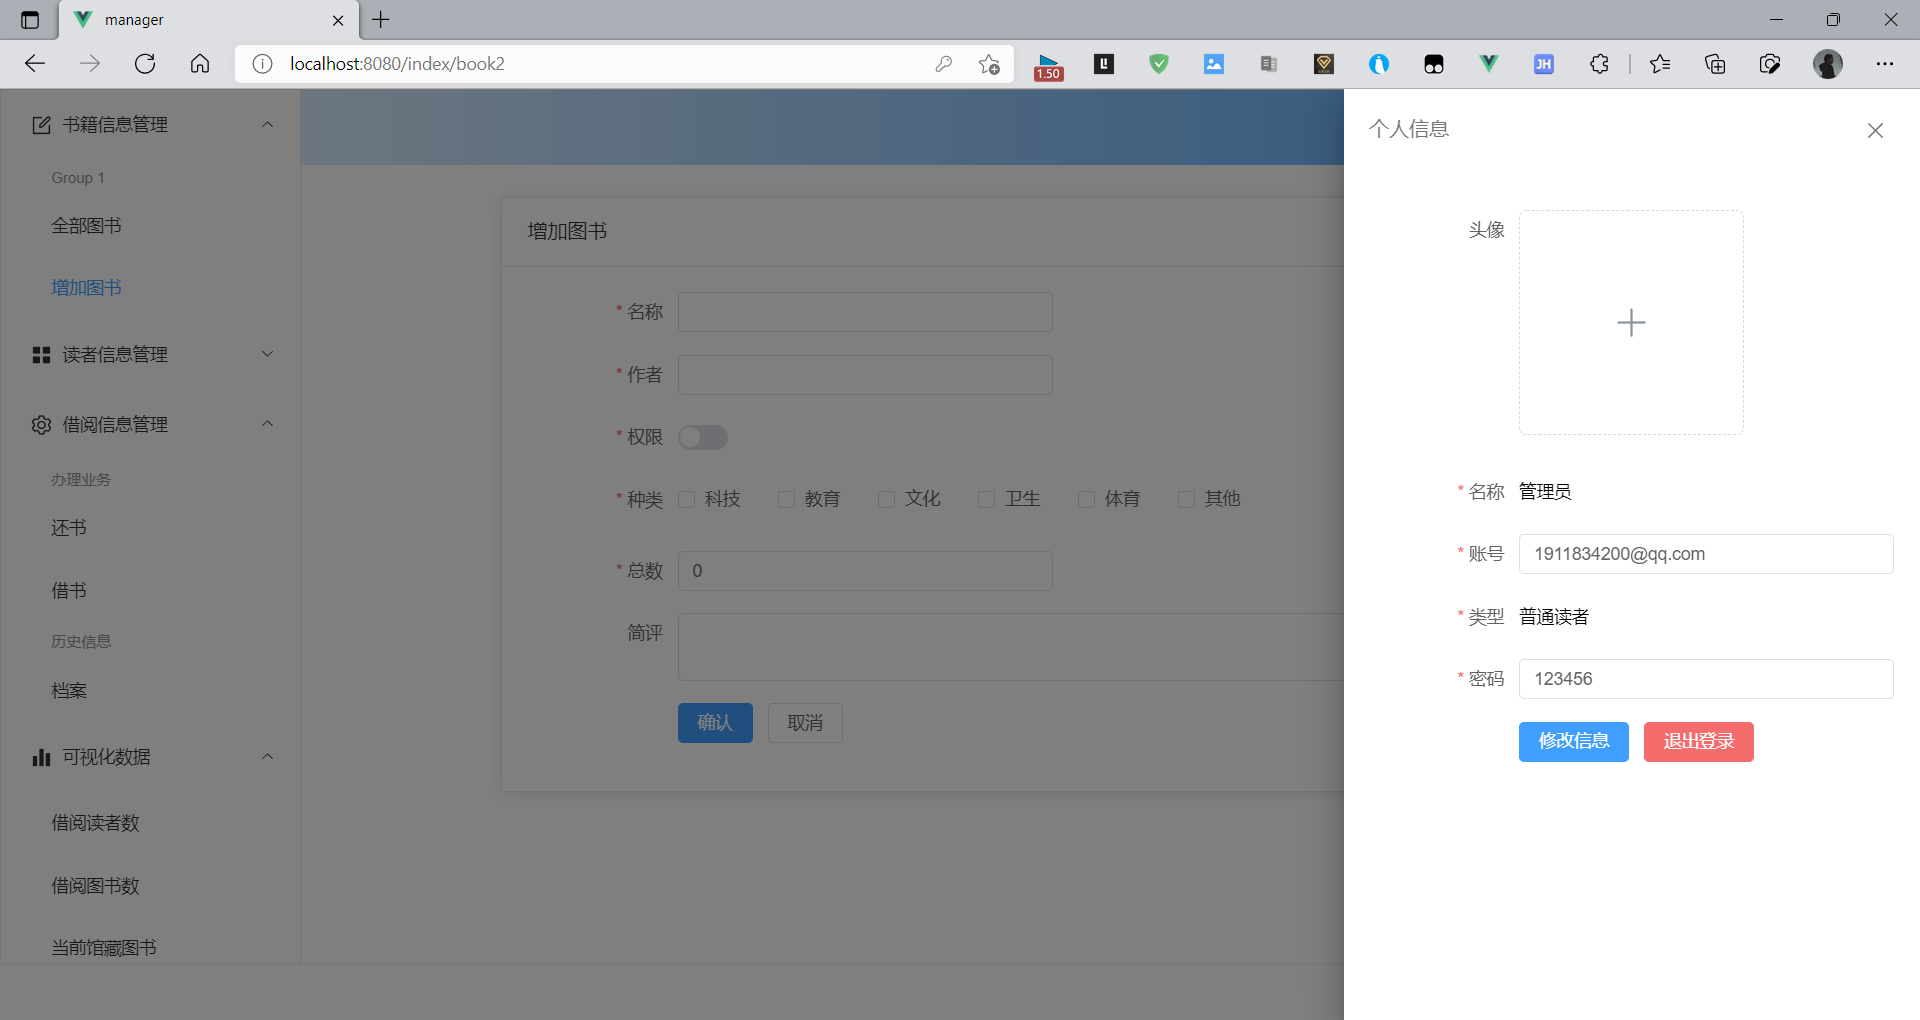 manager
localhost:8080/index/book2
1.50
JH
书籍信息管理
Group 1
全部图书
增加图书
读者信息管理
借阅信息管理
办理业务
还书
借书
历史信息
档案
可视化数据
借阅读者数
借阅图书数
当前馆藏图书
增加图书
* 名称
* 作者
* 权限
* 种类 科技 教育 文化 卫生 体育 其他
* 总数 0
简评
确认 取消
个人信息
头像
* 名称 管理员
* 账号 1911834200@qq.com
* 类型 普通读者
* 密码 123456
修改信息 退出登录